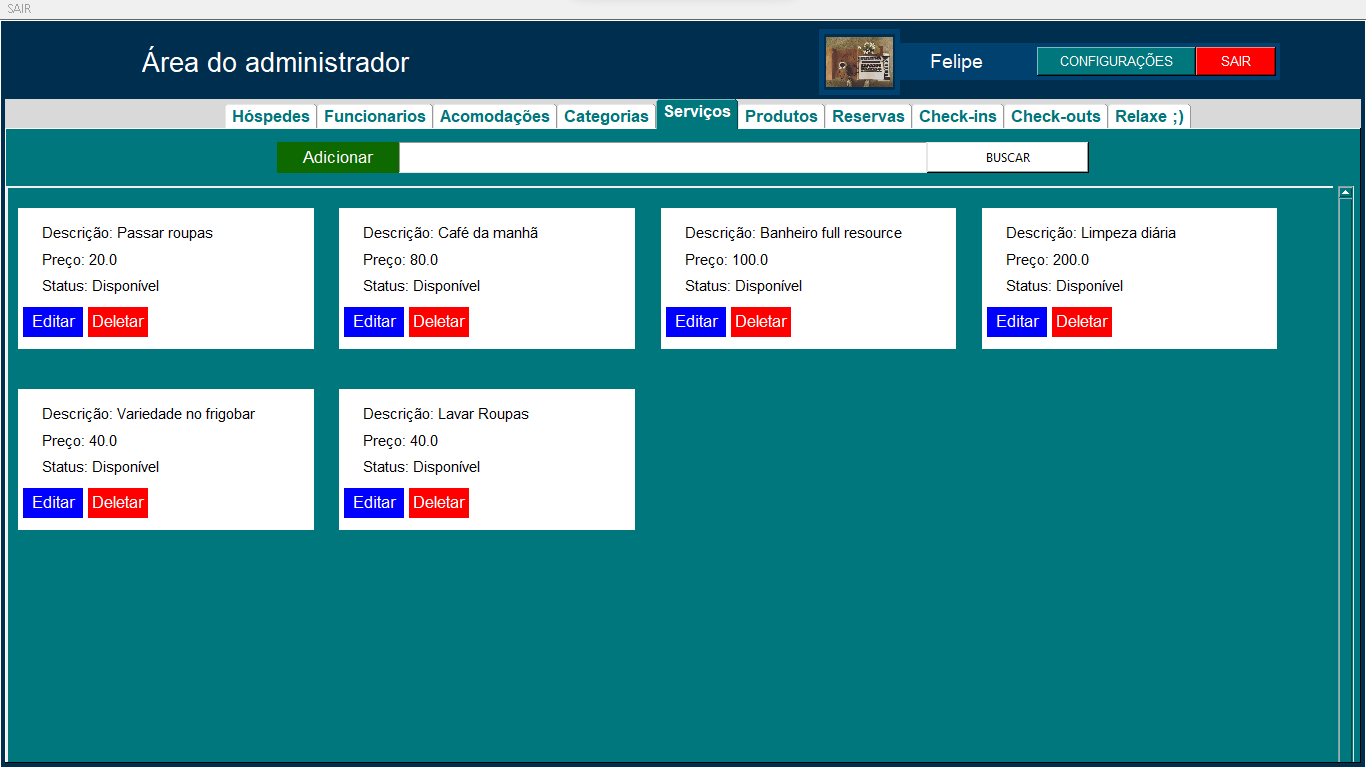 SAIR
Área do administrador
Felipe
CONFIGURAÇÕES
SAIR
Hóspedes
Funcionarios
Acomodações
Categorias
Serviços
Produtos
Reservas
Check-ins
Check-outs
Relaxe ;)
Adicionar
BUSCAR
Descrição: Passar roupas
Preço: 20.0
Status: Disponível
Editar
Deletar
Descrição: Café da manhã
Preço: 80.0
Status: Disponível
Editar
Deletar
Descrição: Banheiro full resource
Preço: 100.0
Status: Disponível
Editar
Deletar
Descrição: Limpeza diária
Preço: 200.0
Status: Disponível
Editar
Deletar
Descrição: Variedade no frigobar
Preço: 40.0
Status: Disponível
Editar
Deletar
Descrição: Lavar Roupas
Preço: 40.0
Status: Disponível
Editar
Deletar